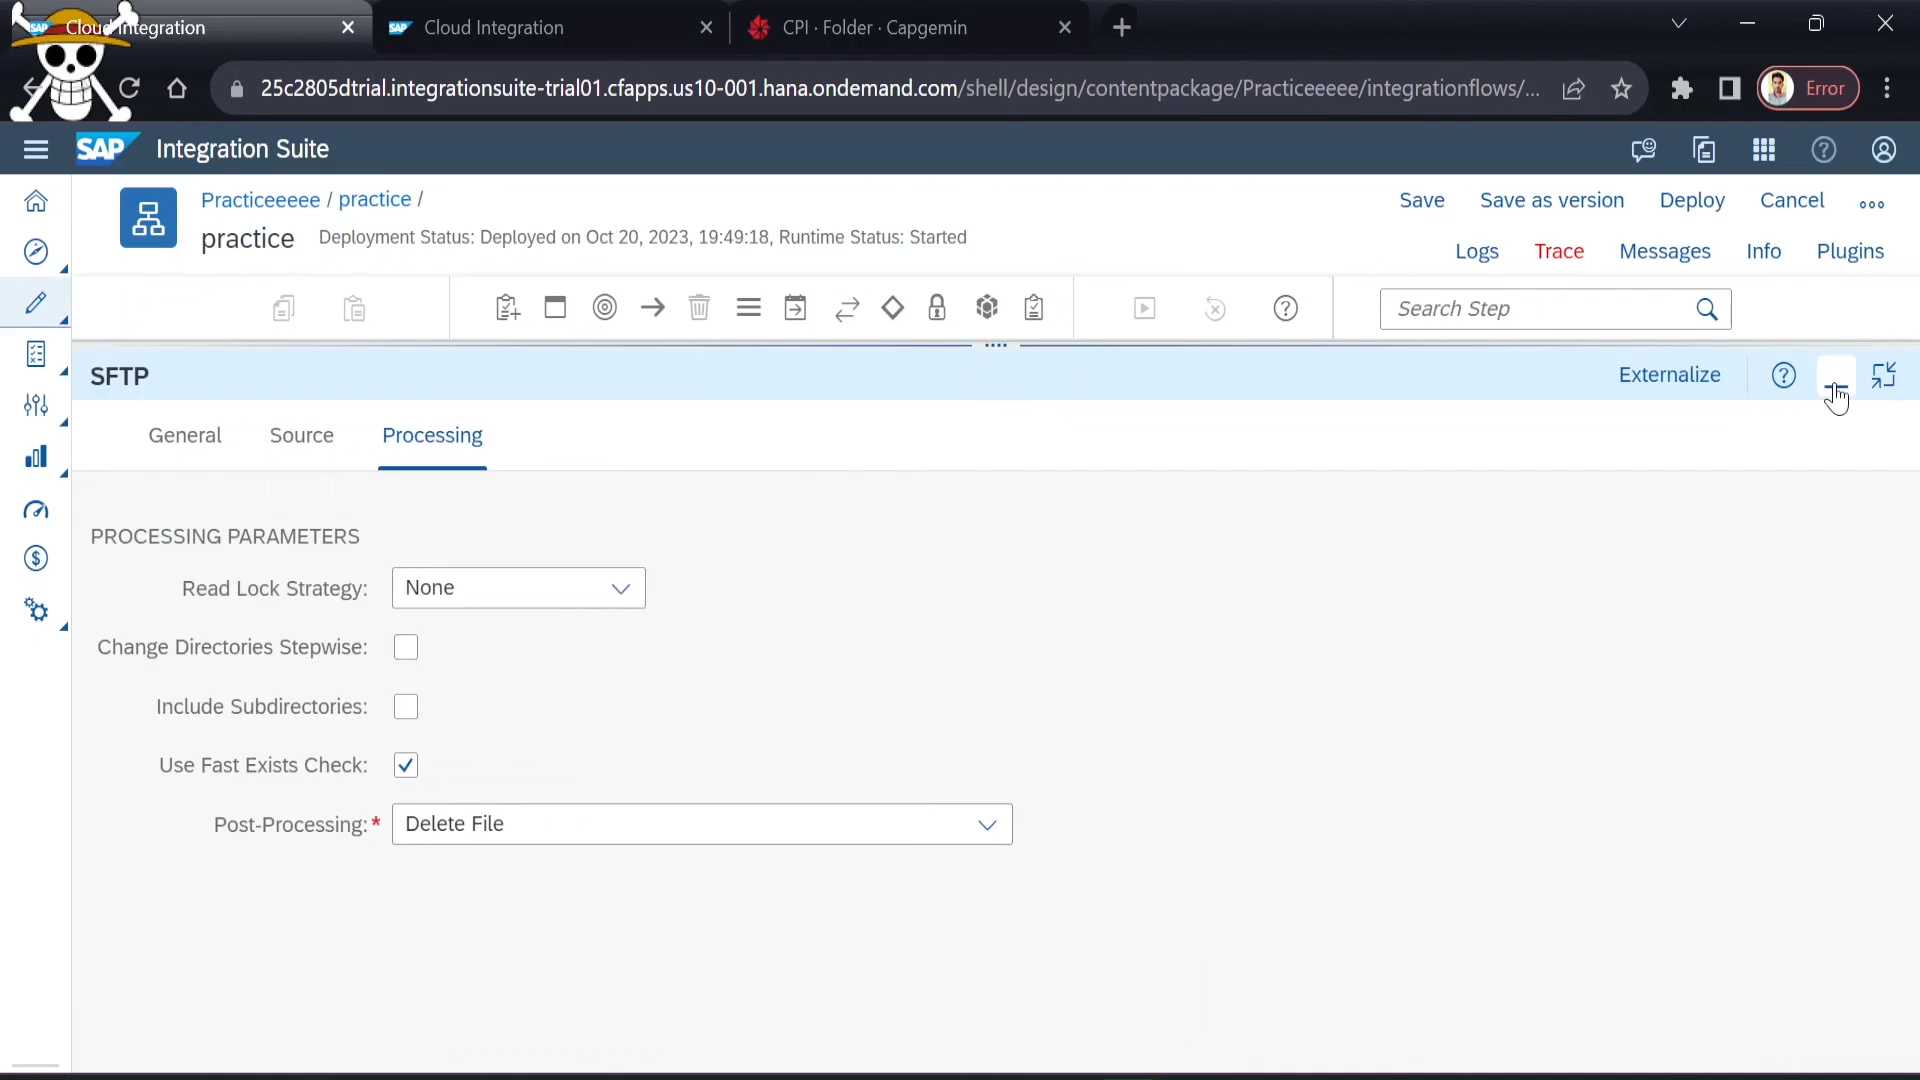 Cloud Integration
Cloud Integration
CPI · Folder · Capgemin
25c2805dtrial.integrationsuite-trial01.cfapps.us10-001.hana.ondemand.com/shell/design/contentpackage/Practiceeeee/integrationflows/...
Error
SAP Integration Suite
Practiceeeee / practice /
Save Save as version Deploy Cancel
practice Deployment Status: Deployed on Oct 20, 2023, 19:49:18, Runtime Status: Started
Logs Trace Messages Info Plugins
Search Step
SFTP
Externalize
General Source Processing
PROCESSING PARAMETERS
Read Lock Strategy: None
Change Directories Stepwise:
Include Subdirectories:
Use Fast Exists Check:
Post-Processing:* Delete File